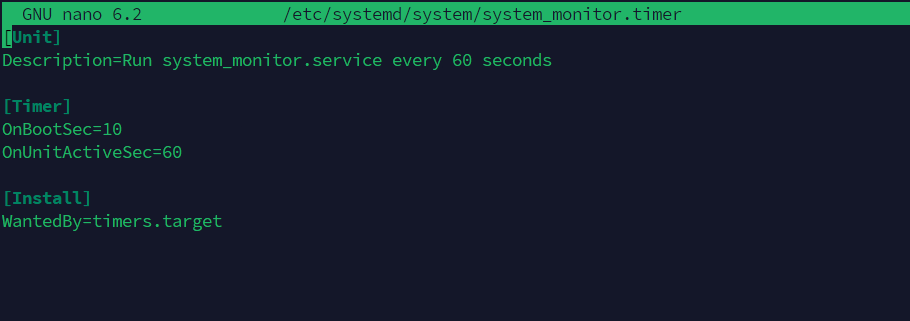 GNU nano 6.2 /etc/systemd/system/system_monitor.timer
[Unit]
Description=Run system_monitor.service every 60 seconds
[Timer]
OnBootSec=10
OnUnitActiveSec=60
[Install]
WantedBy=timers.target